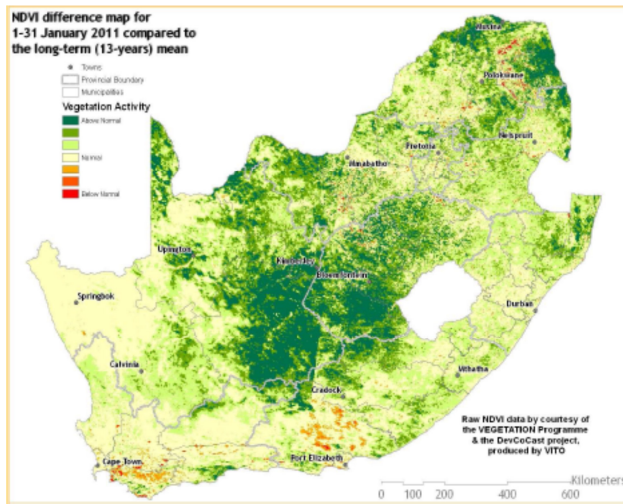 NDVI difference map for
1-31 January 2011 compared to
the long-term (13-years) mean
Towns
Provincial Boundary
Municipalities
Vegetation Activity
Above Normal
Normal
Below Normal
Musina
Polokwane
Nelspruit
Pretoria
Mmabatho
Upington
Kimberley
Bloemfontein
Springbok
Durban
Calvinia
Mthatha
Cradock
Cape Town
Port Elizabeth
Raw NDVI data by courtesy of
the VEGETATION Programme
& the DevCoCast project,
produced by VITO
Kilometers
0 100 200 400 600